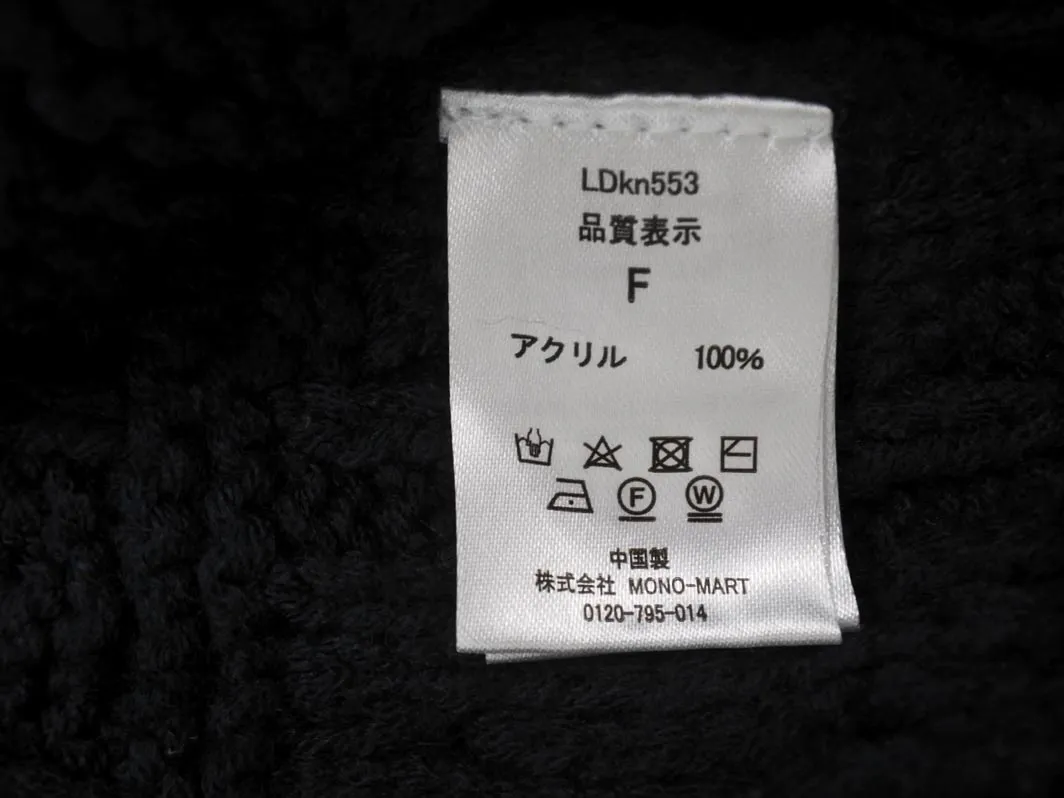 LDkn553
品質表示
F
アクリル 100%
F W
中国製
株式会社 MONO-MART
0120-795-014